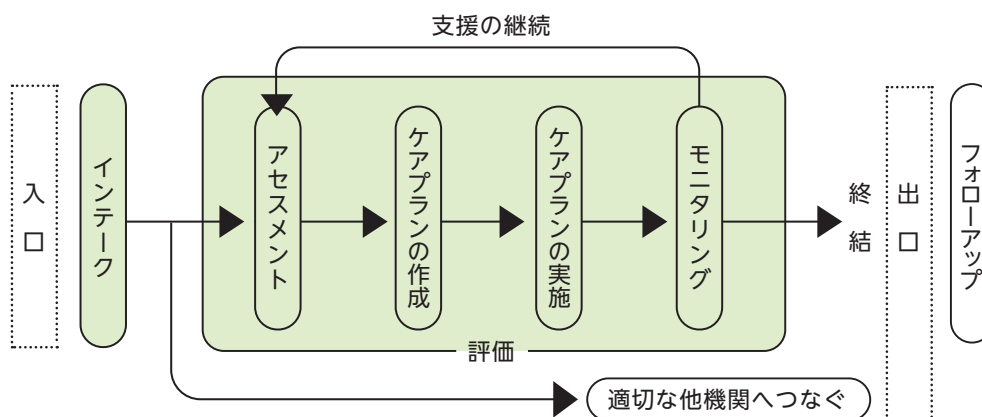 支援の継続
入口
インテーク
アセスメント
ケアプランの作成
ケアプランの実施
モニタリング
終結
出口
フォローアップ
評価
適切な他機関へつなぐ